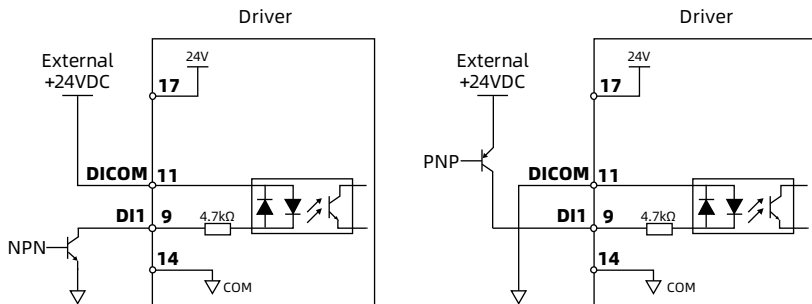 Driver
External
+24VDC
24V
17
DICOM 11
DI1 9 4.7kΩ
NPN
14
COM
Driver
External
+24VDC
24V
17
PNP
DICOM 11
DI1 9 4.7kΩ
14
COM